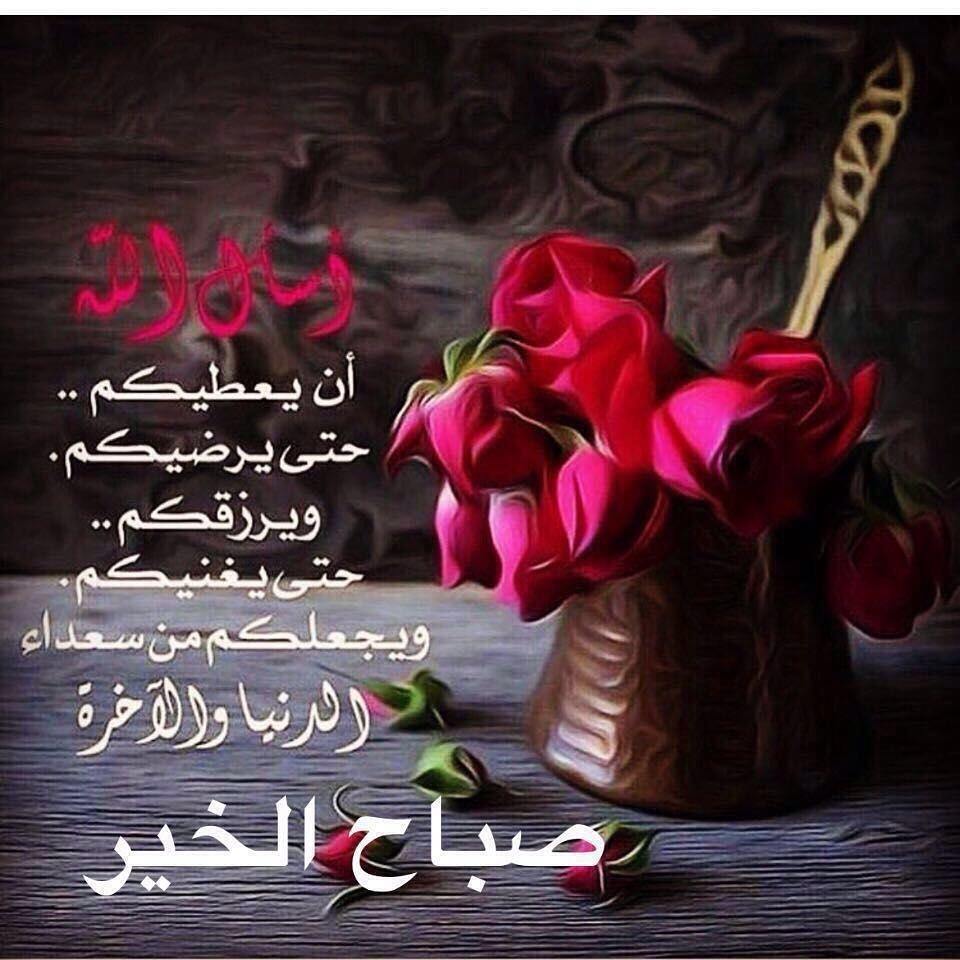 أسأل الله
أن يعطيكم ..
حتى يرضيكم.
ويرزقكم..
حتى يغنيكم.
ويجعلكم من سعداء
الدنيا والآخرة
صباح الخير